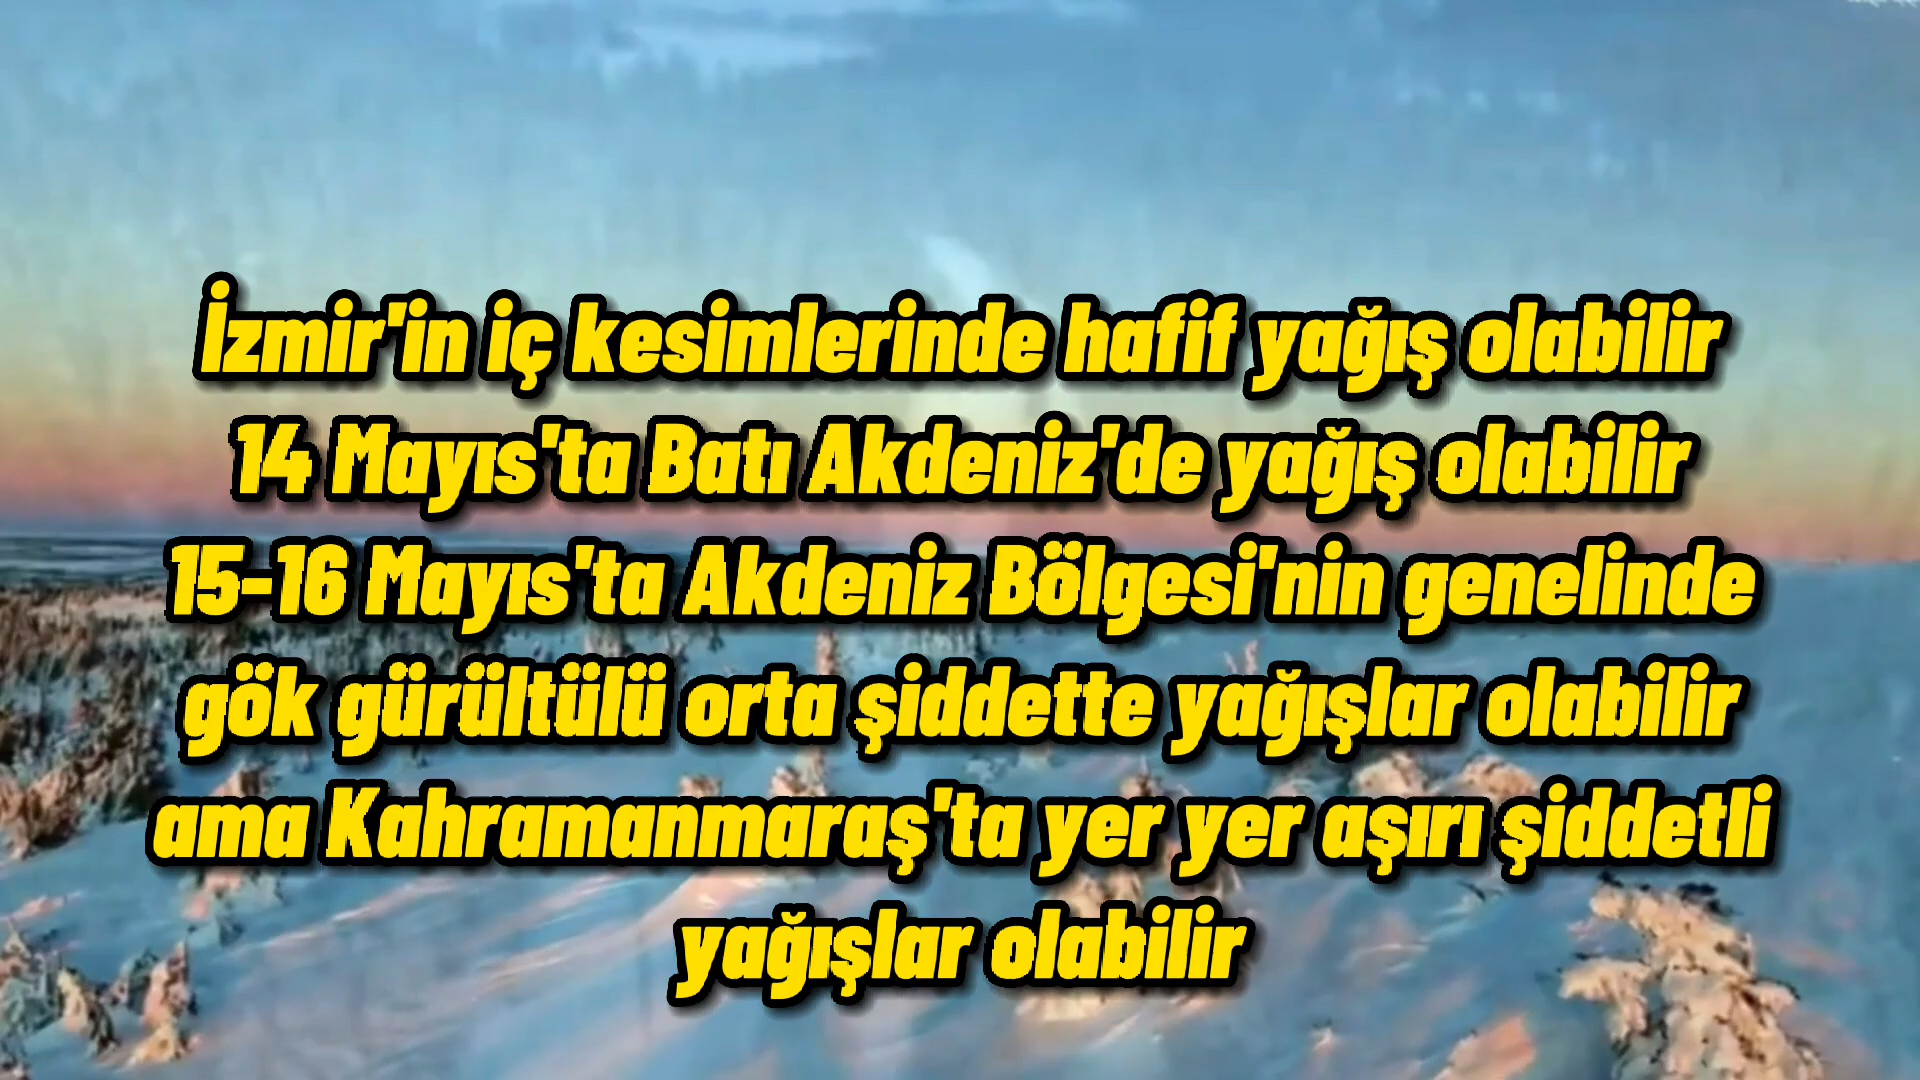 İzmir'in iç kesimlerinde hafif yağış olabilir
14 Mayıs'ta Batı Akdeniz'de yağış olabilir
15-16 Mayıs'ta Akdeniz Bölgesi'nin genelinde
gök gürültülü orta şiddette yağışlar olabilir
ama Kahramanmaraş'ta yer yer aşırı şiddetli
yağışlar olabilir